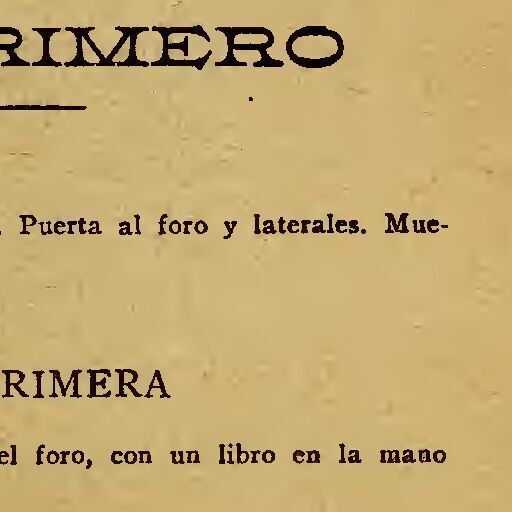 RIMERO
. Puerta al foro y laterales. Mue-
RIMERA
el foro, con un libro en la mano